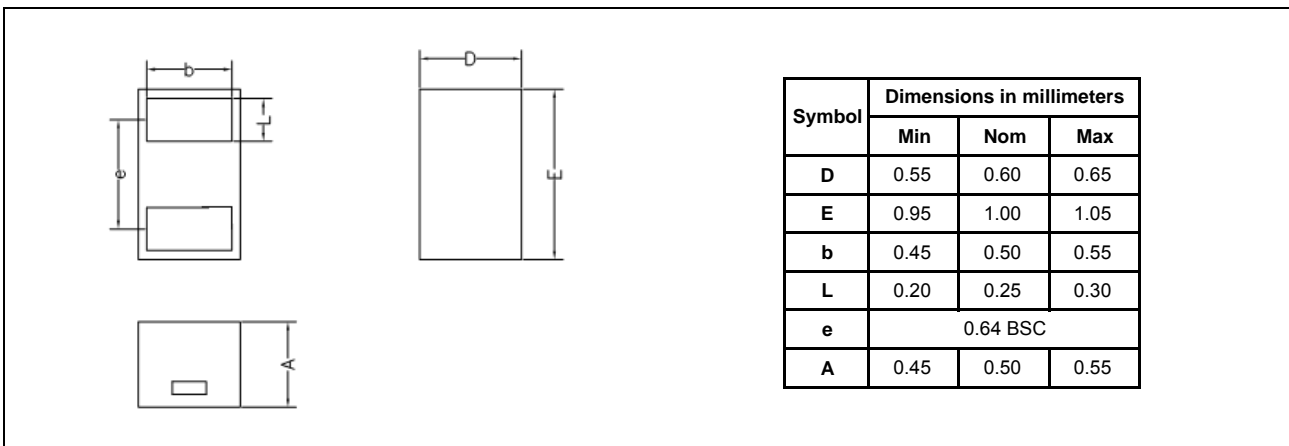 b
D
L
e
E
A
Symbol Dimensions in millimeters
Min Nom Max
D 0.55 0.60 0.65
E 0.95 1.00 1.05
b 0.45 0.50 0.55
L 0.20 0.25 0.30
e 0.64 BSC
A 0.45 0.50 0.55